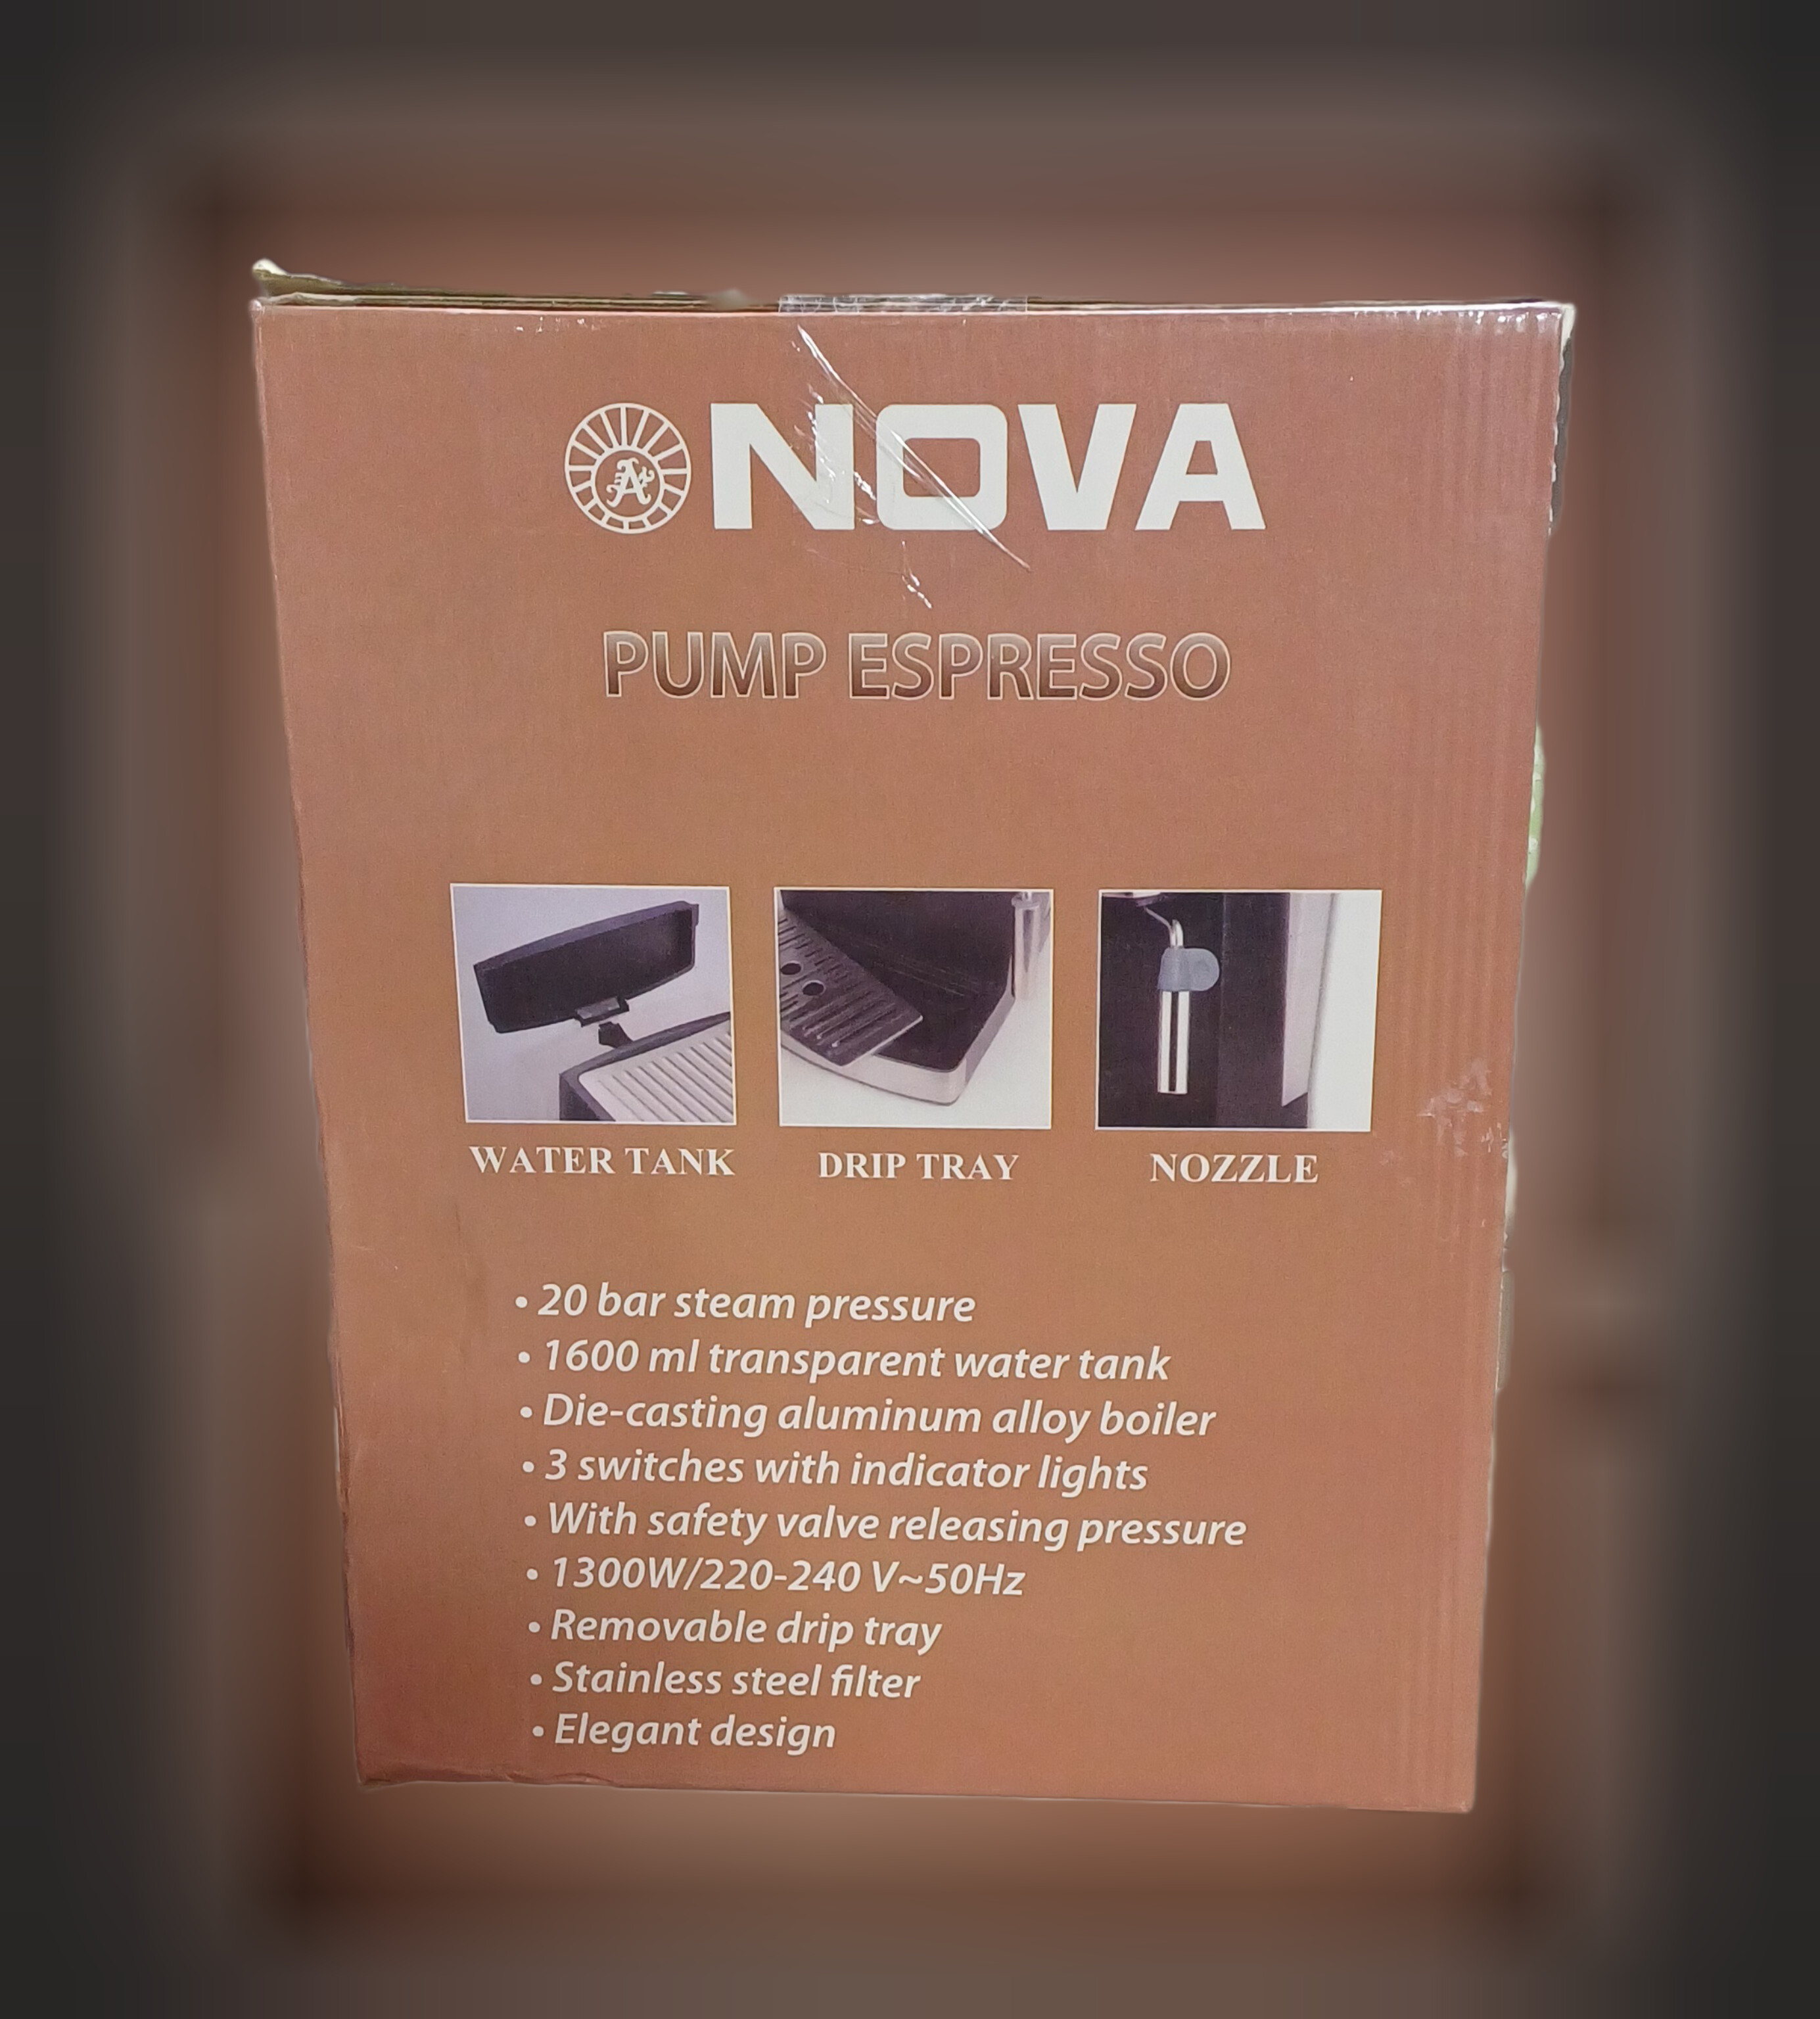 NOVA
PUMP ESPRESSO
WATER TANK
DRIP TRAY
NOZZLE
• 20 bar steam pressure
• 1600 ml transparent water tank
• Die-casting aluminum alloy boiler
• 3 switches with indicator lights
• With safety valve releasing pressure
• 1300W/220-240 V~50Hz
• Removable drip tray
• Stainless steel filter
• Elegant design